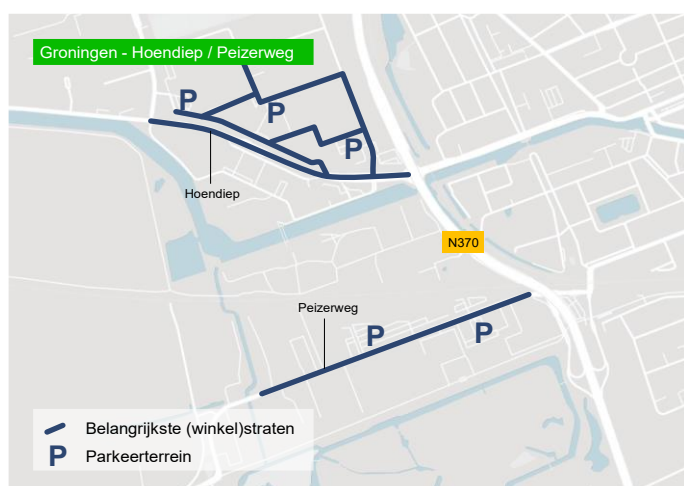 Groningen - Hoendiep / Peizerweg
P
P
P
Hoendiep
N370
Peizerweg
P
P
Belangrijkste (winkel)straten
P Parkeerterrein